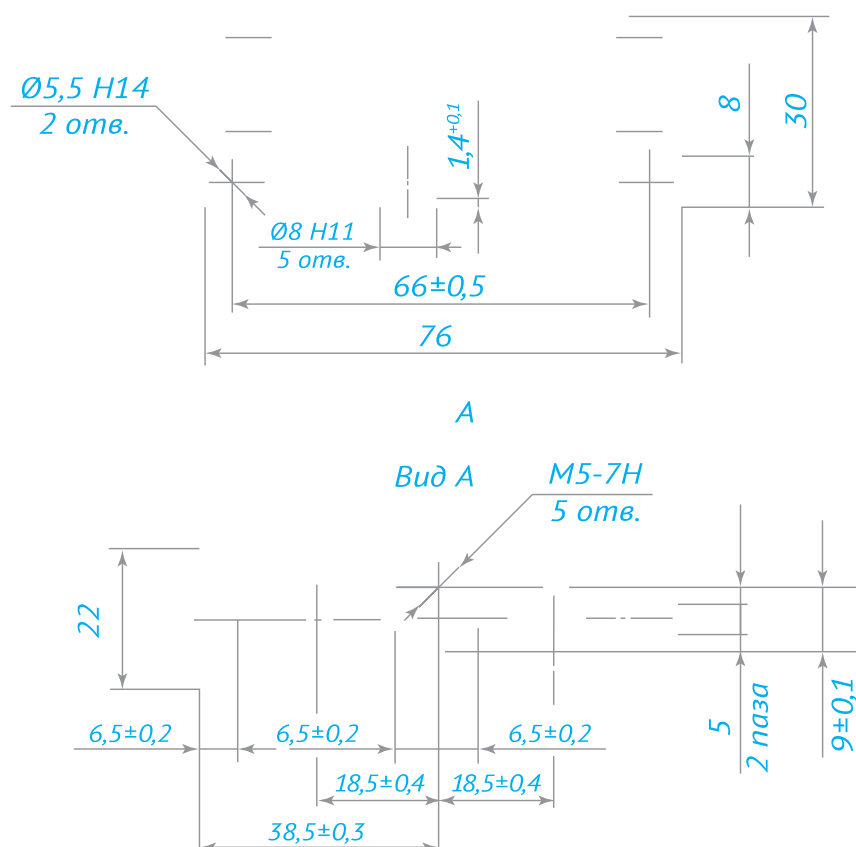 Ø5,5 H14
2 отв.
1,4+0,1
8
30
Ø8 H11
5 отв.
66±0,5
76
А
Вид А
М5-7Н
5 отв.
22
6,5±0,2
6,5±0,2
6,5±0,2
5
2 паза
9±0,1
18,5±0,4
18,5±0,4
38,5±0,3